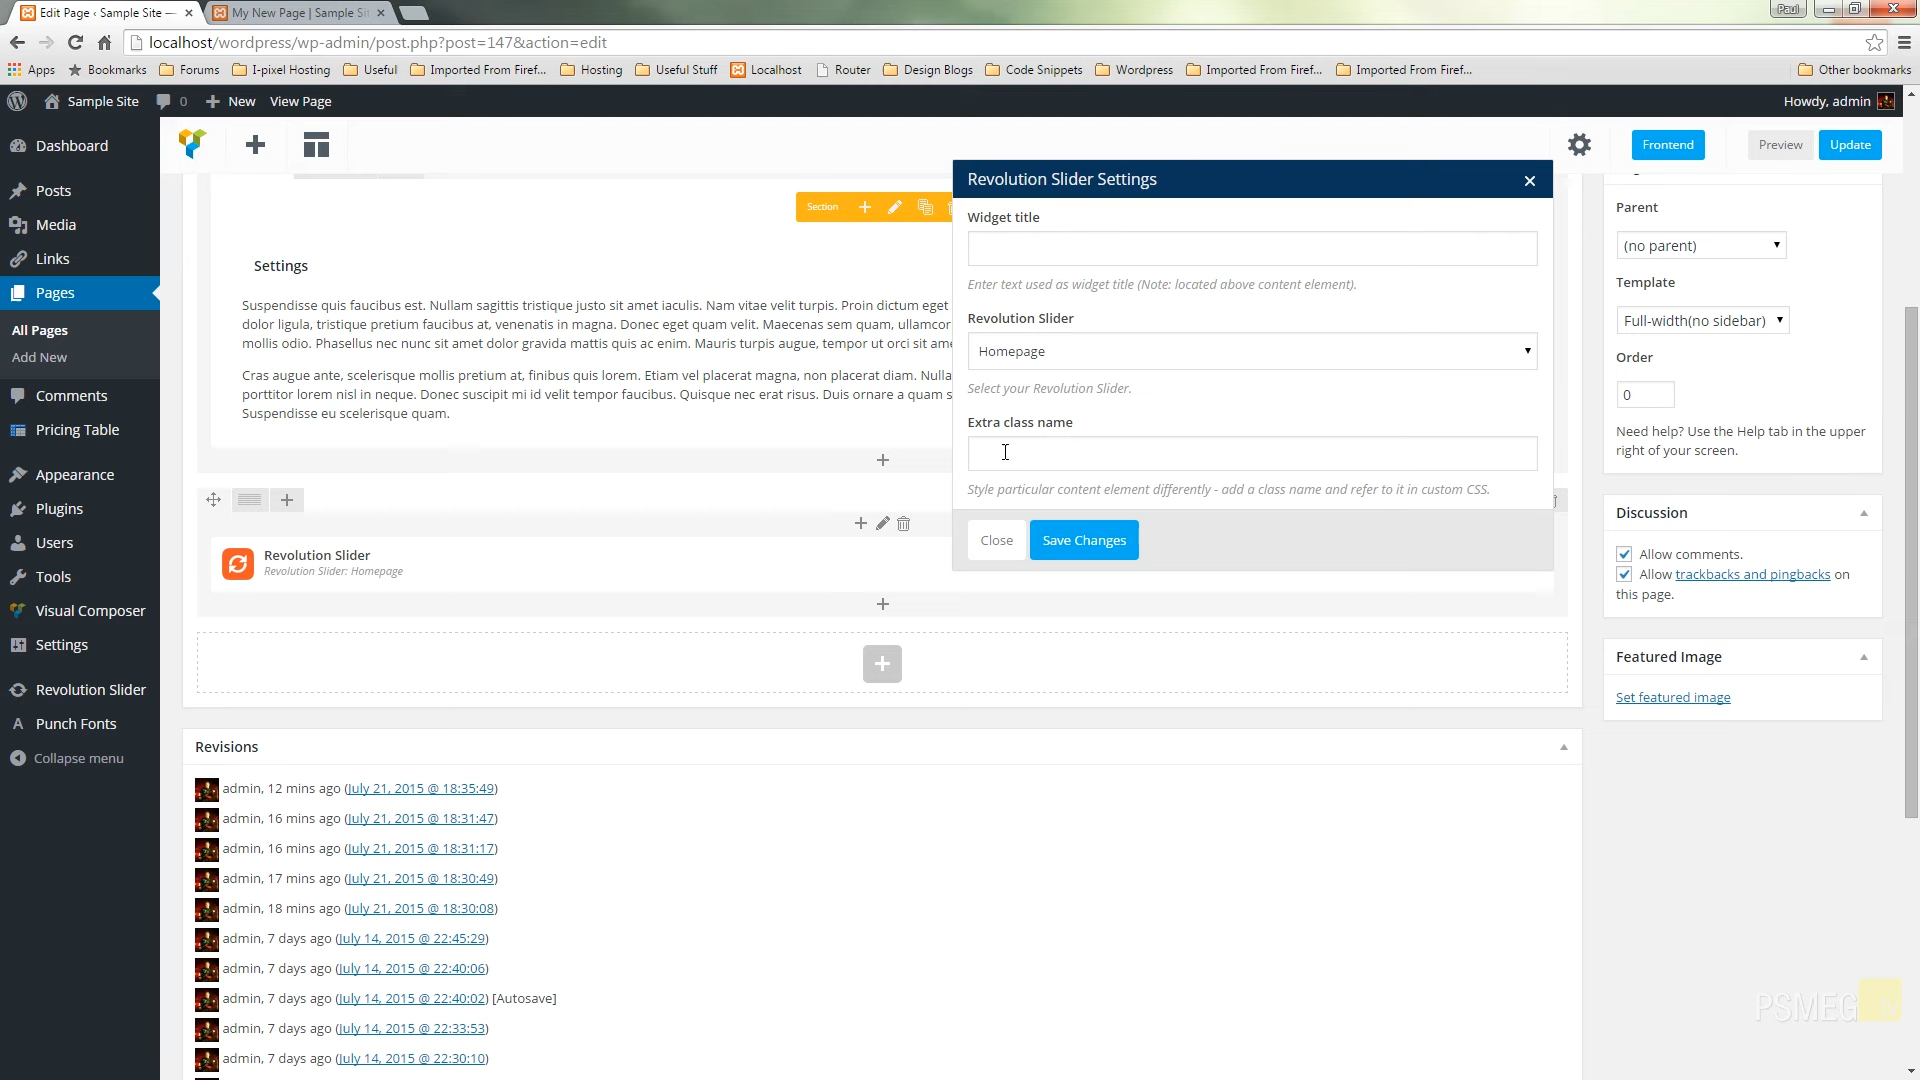 Edit Page ‹ Sample Site —
My New Page | Sample Sit
Paul
localhost/wordpress/wp-admin/post.php?post=147&action=edit
Apps Bookmarks Forums I-pixel Hosting Useful Imported From Firef... Hosting Useful Stuff Localhost Router Design Blogs Code Snippets Wordpress Imported From Firef... Imported From Firef... Other bookmarks
Sample Site 0 New View Page Howdy, admin
Dashboard
Posts
Media
Links
Pages
All Pages
Add New
Comments
Pricing Table
Appearance
Plugins
Users
Tools
Visual Composer
Settings
Revolution Slider
Punch Fonts
Collapse menu
Frontend Preview Update
Section
Settings
Suspendisse quis faucibus est. Nullam sagittis tristique justo sit amet iaculis. Nam vitae velit turpis. Proin dictum eget
dolor ligula, tristique pretium faucibus at, venenatis in magna. Donec eget quam velit. Maecenas sem quam, ullamcor
mollis odio. Phasellus nec nunc sit amet dolor gravida mattis quis ac enim. Mauris turpis augue, tempor ut orci sit ame
Cras augue ante, scelerisque mollis pretium at, finibus quis lorem. Etiam vel placerat magna, non placerat diam. Nulla
porttitor lorem nisl in neque. Donec suscipit mi id velit tempor faucibus. Quisque nec erat risus. Duis ornare a quam s
Suspendisse eu scelerisque quam.
Revolution Slider
Revolution Slider: Homepage
Revolution Slider Settings
Widget title
Enter text used as widget title (Note: located above content element).
Revolution Slider
Homepage
Select your Revolution Slider.
Extra class name
Style particular content element differently - add a class name and refer to it in custom CSS.
Close Save Changes
Parent
(no parent)
Template
Full-width(no sidebar)
Order
0
Need help? Use the Help tab in the upper
right of your screen.
Discussion
Allow comments.
Allow trackbacks and pingbacks on
this page.
Featured Image
Set featured image
Revisions
admin, 12 mins ago (July 21, 2015 @ 18:35:49)
admin, 16 mins ago (July 21, 2015 @ 18:31:47)
admin, 16 mins ago (July 21, 2015 @ 18:31:17)
admin, 17 mins ago (July 21, 2015 @ 18:30:49)
admin, 18 mins ago (July 21, 2015 @ 18:30:08)
admin, 7 days ago (July 14, 2015 @ 22:45:29)
admin, 7 days ago (July 14, 2015 @ 22:40:06)
admin, 7 days ago (July 14, 2015 @ 22:40:02) [Autosave]
admin, 7 days ago (July 14, 2015 @ 22:33:53)
admin, 7 days ago (July 14, 2015 @ 22:30:10)
PSMEG